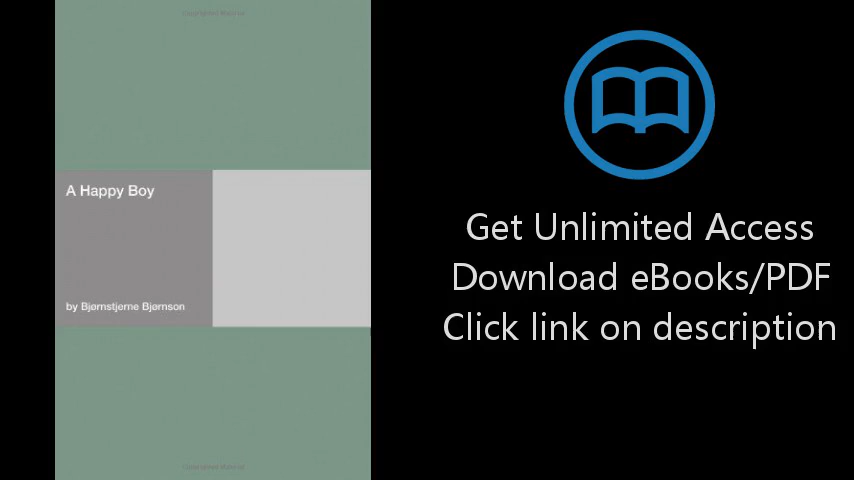 A Happy Boy
by Bjørnstjerne Bjørnson
Get Unlimited Access
Download eBooks/PDF
Click link on description